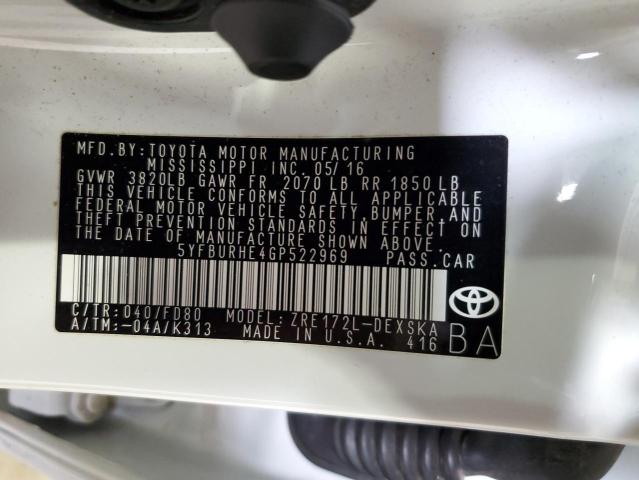 MFD. BY:TOYOTA MOTOR MANUFACTURING
MISSISSIPPI INC. 05/16
GVWR 3820LB GAWR FR 2070 LB RR 1850 LB
THIS VEHICLE CONFORMS TO ALL APPLICABLE
FEDERAL MOTOR VEHICLE SAFETY, BUMPER, AND
THEFT PREVENTION STANDARDS IN EFFECT ON
THE DATE OF MANUFACTURE SHOWN ABOVE.
5YFBURHE4GP522969 PASS.CAR
C/TR: 040/FD80 MODEL: ZRE172L-DEXSKA
A/TM:-04A/K313 MADE IN U.S.A. 416 BA